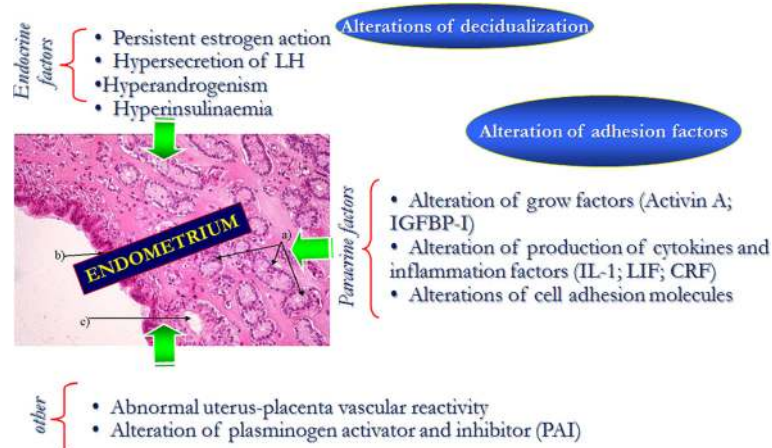 Alterations of decidualization
Endocrine
factors
• Persistent estrogen action
• Hypersecretion of LH
•Hyperandrogenism
• Hyperinsulinaemia
Alteration of adhesion factors
ENDOMETRIUM
a)
b)
c)
Paracrine factors
• Alteration of grow factors (Activin A;
IGFBP-I)
• Alteration of production of cytokines and
inflammation factors (IL-1; LIF; CRF)
• Alterations of cell adhesion molecules
other
• Abnormal uterus-placenta vascular reactivity
• Alteration of plasminogen activator and inhibitor (PAI)